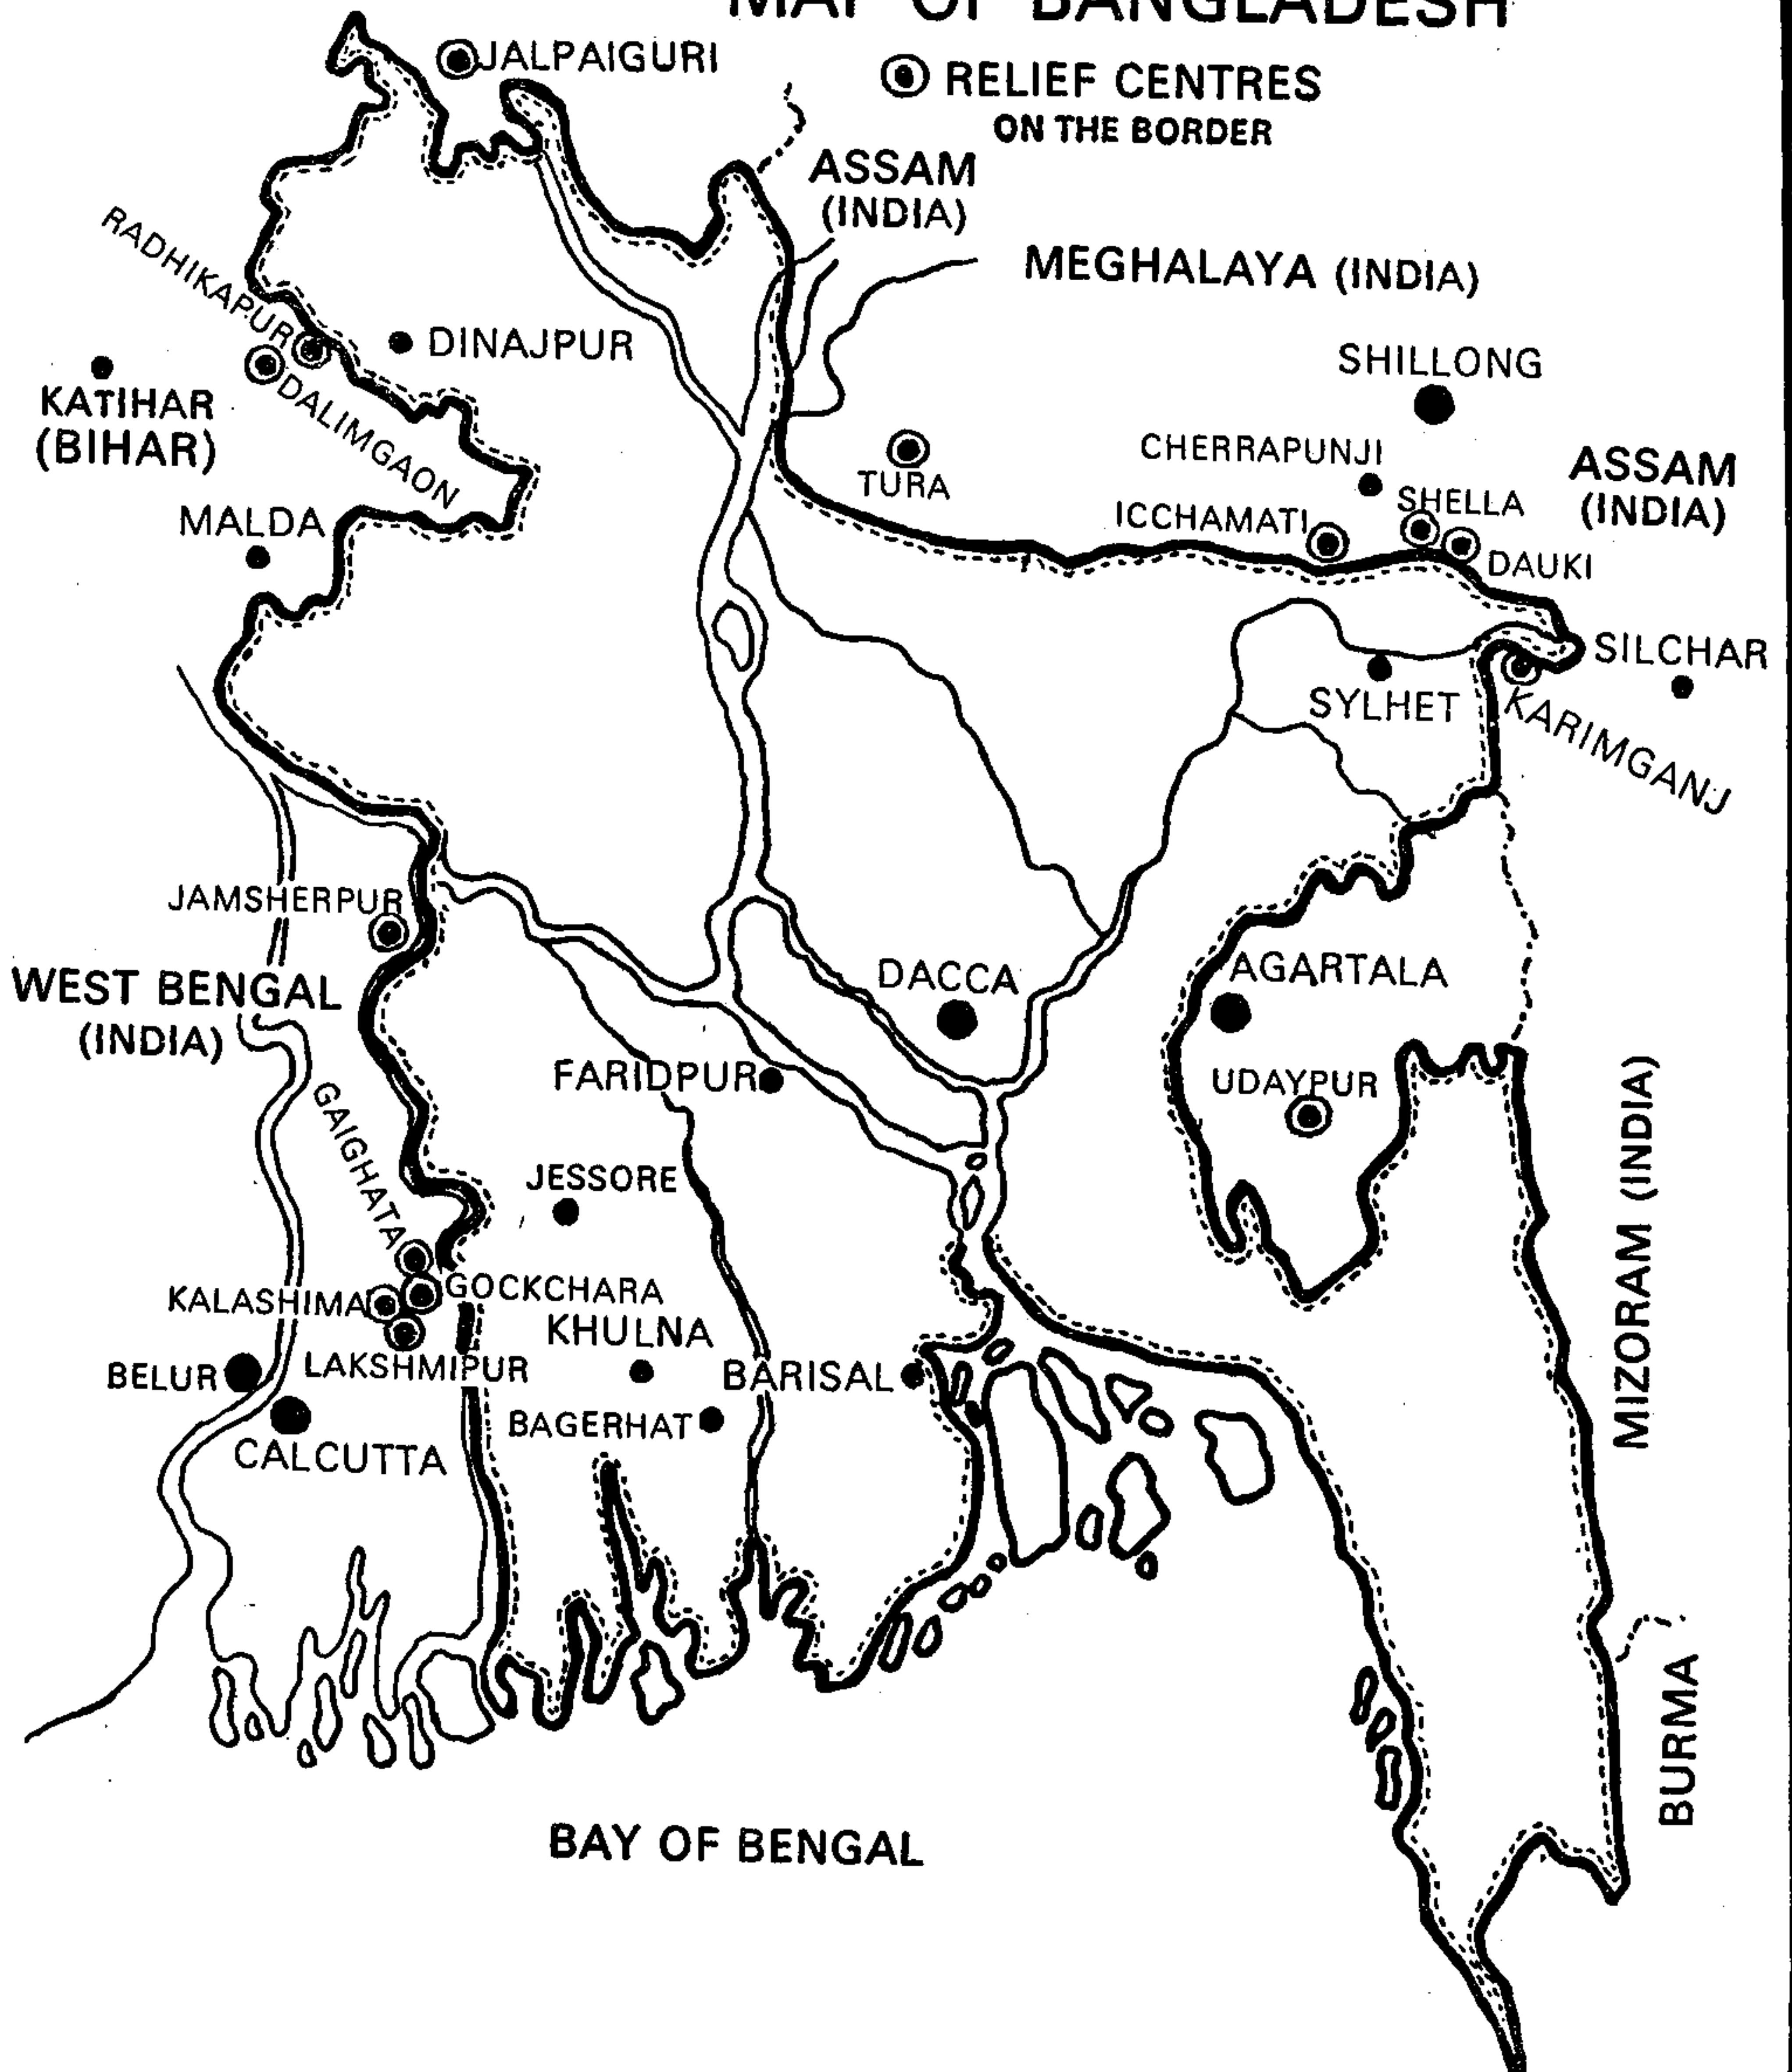 MAP OF BANGLADESH
JALPAIGURI
RELIEF CENTRES
ON THE BORDER
ASSAM
(INDIA)
RADHIKAPUR
MEGHALAYA (INDIA)
DINAJPUR
SHILLONG
KATIHAR
(BIHAR)
DALIMGAON
TURA
CHERRAPUNJI
ASSAM
(INDIA)
MALDA
ICCHAMATI
SHELLA
DAUKI
SILCHAR
SYLHET
KARIMGANJ
JAMSHERPUR
WEST BENGAL
(INDIA)
DACCA
AGARTALA
FARIDPUR
UDAYPUR
GAIGHATA
JESSORE
MIZORAM (INDIA)
KALASHIMA
GOCKCHARA
KHULNA
BELUR
LAKSHMIPUR
BARISAL
BAGERHAT
CALCUTTA
BURMA
BAY OF BENGAL